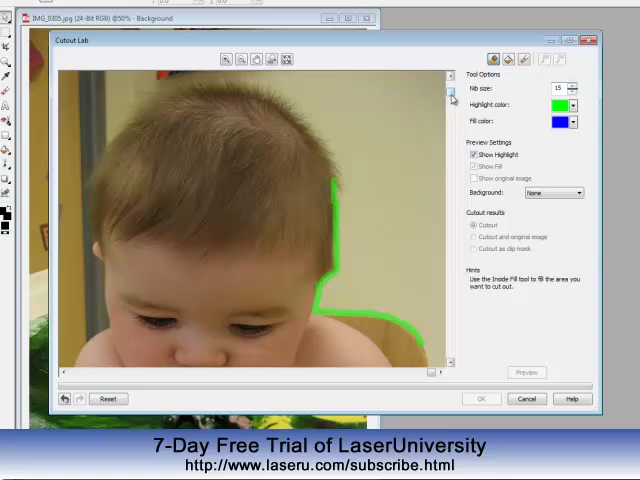 IMG_0305.jpg (24-Bit RGB) @50% - Background
Cutout Lab
Tool Options
Nib size: 15
Highlight color:
Fill color:
Preview Settings
Show Highlight
Show Fill
Show original image
Background: None
Cutout results
Cutout
Cutout and original image
Cutout as clip mask
Hints
Use the Inside Fill tool to fill the area you
want to cut out.
Preview
Reset
OK
Cancel
Help
7-Day Free Trial of LaserUniversity
http://www.laseru.com/subscribe.html